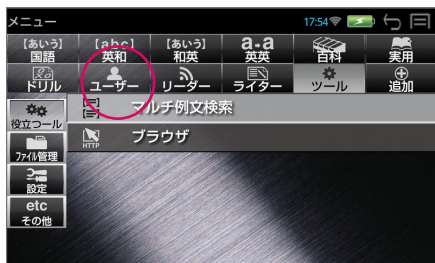 メニュー 17:54
【あいう】 【abc】 【あいう】 a-a
国語 英和 和英 英英 百科 実用
ドリル ユーザー リーダー ライター ツール 追加
役立つール マルチ例文検索
HTTP ブラウザ
ファイル管理
設定
etc
その他